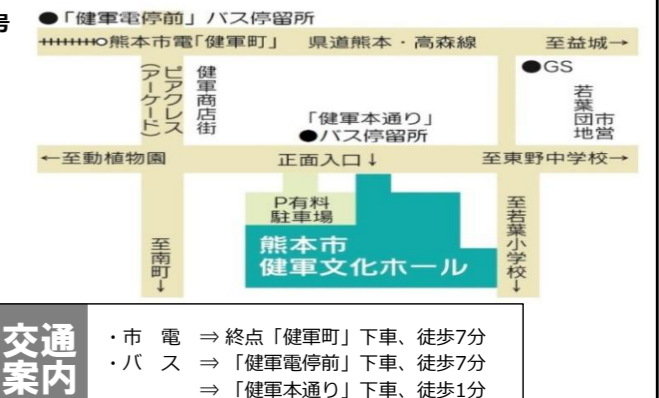 号
●「健軍電停前」バス停留所
熊本市電「健軍町」 県道熊本・高森線 至益城→
ピアクレス
(アーケード)
健軍商店街
●GS
若葉団地
市営
「健軍本通り」
●バス停留所
←至動植物園 正面入口↓ 至東野中学校→
P有料
駐車場
熊本市
健軍文化ホール
至南町↓
至若葉小学校↓
交通
案内
・市 電 ⇒ 終点「健軍町」下車、徒歩7分
・バ ス ⇒ 「健軍電停前」下車、徒歩7分
⇒ 「健軍本通り」下車、徒歩1分